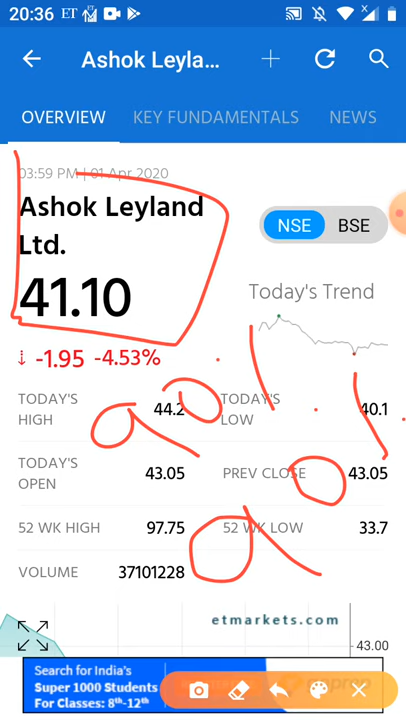 20:36 ET
Ashok Leyla...
OVERVIEW KEY FUNDAMENTALS NEWS
03:59 PM | 01 Apr 2020
Ashok Leyland
Ltd.
NSE BSE
41.10
Today's Trend
-1.95 -4.53%
TODAY'S HIGH 44.2 TODAY'S LOW 40.1
TODAY'S OPEN 43.05 PREV CLOSE 43.05
52 WK HIGH 97.75 52 WK LOW 33.7
VOLUME 37101228
etmarkets.com
43.00
Search for India's
Super 1000 Students
For Classes: 8th-12th